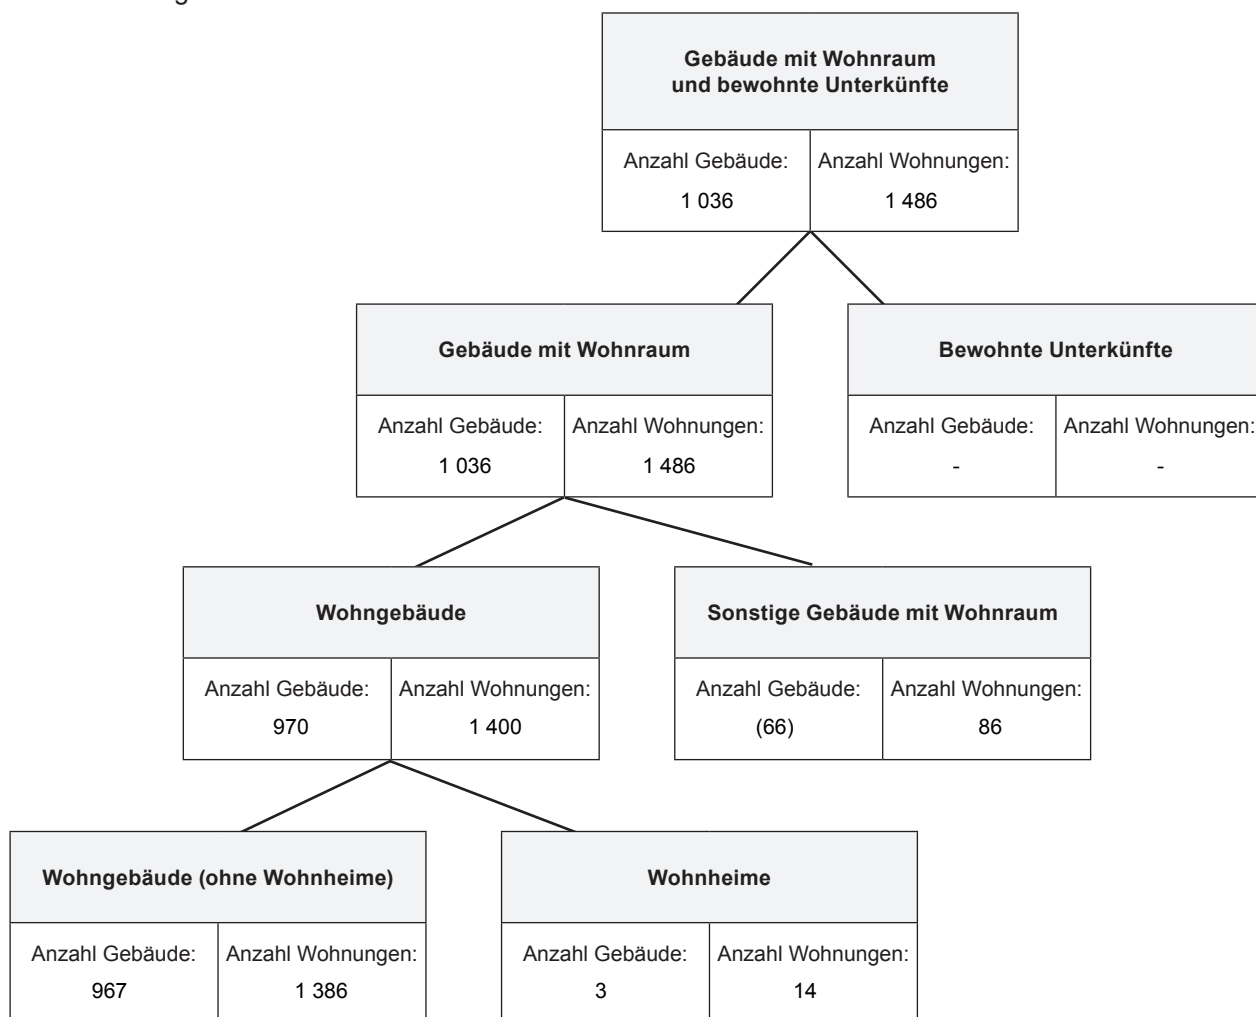 Gebäude mit Wohnraum
und bewohnte Unterkünfte
Anzahl Gebäude: Anzahl Wohnungen:
1 036 1 486
Gebäude mit Wohnraum
Anzahl Gebäude: Anzahl Wohnungen:
1 036 1 486
Bewohnte Unterkünfte
Anzahl Gebäude: Anzahl Wohnungen:
- -
Wohngebäude
Anzahl Gebäude: Anzahl Wohnungen:
970 1 400
Sonstige Gebäude mit Wohnraum
Anzahl Gebäude: Anzahl Wohnungen:
(66) 86
Wohngebäude (ohne Wohnheime)
Anzahl Gebäude: Anzahl Wohnungen:
967 1 386
Wohnheime
Anzahl Gebäude: Anzahl Wohnungen:
3 14